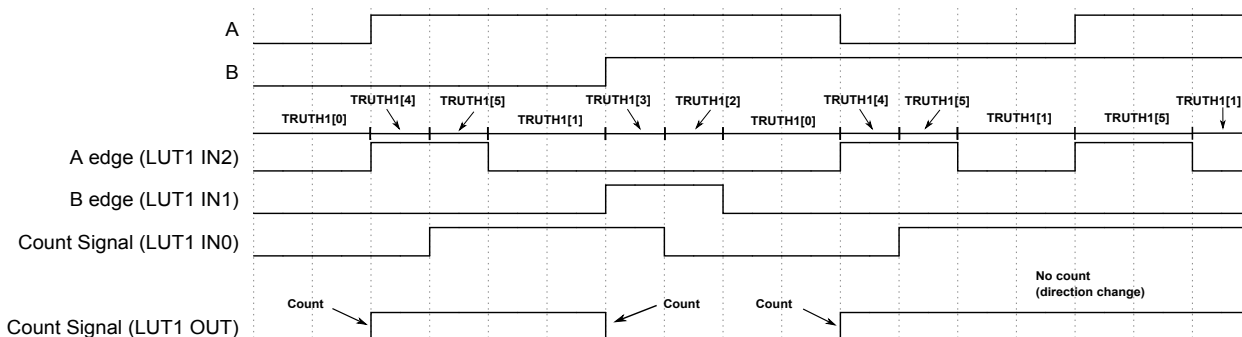 A
B
TRUTH1[0]
TRUTH1[4]
TRUTH1[5]
TRUTH1[1]
TRUTH1[3]
TRUTH1[2]
TRUTH1[0]
TRUTH1[4]
TRUTH1[5]
TRUTH1[1]
TRUTH1[5]
TRUTH1[1]
A edge (LUT1 IN2)
B edge (LUT1 IN1)
Count Signal (LUT1 IN0)
No count
(direction change)
Count
Count
Count
Count Signal (LUT1 OUT)